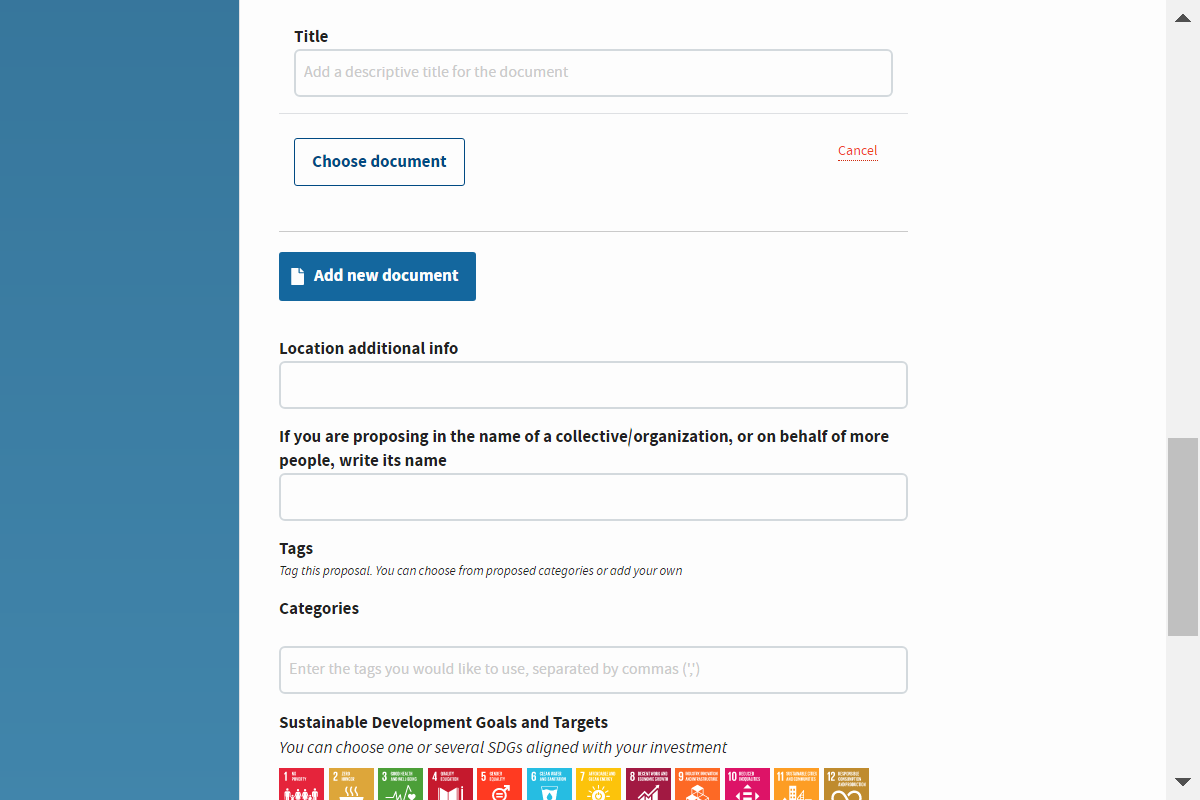 Title
Add a descriptive title for the document
Choose document
Cancel
Add new document
Location additional info
If you are proposing in the name of a collective/organization, or on behalf of more
people, write its name
Tags
Tag this proposal. You can choose from proposed categories or add your own
Categories
Enter the tags you would like to use, separated by commas (',')
Sustainable Development Goals and Targets
You can choose one or several SDGs aligned with your investment
1 NO POVERTY
2 ZERO HUNGER
3 GOOD HEALTH AND WELL-BEING
4 QUALITY EDUCATION
5 GENDER EQUALITY
6 CLEAN WATER AND SANITATION
7 AFFORDABLE AND CLEAN ENERGY
8 DECENT WORK AND ECONOMIC GROWTH
9 INDUSTRY, INNOVATION AND INFRASTRUCTURE
10 REDUCED INEQUALITIES
11 SUSTAINABLE CITIES AND COMMUNITIES
12 RESPONSIBLE CONSUMPTION & PRODUCTION